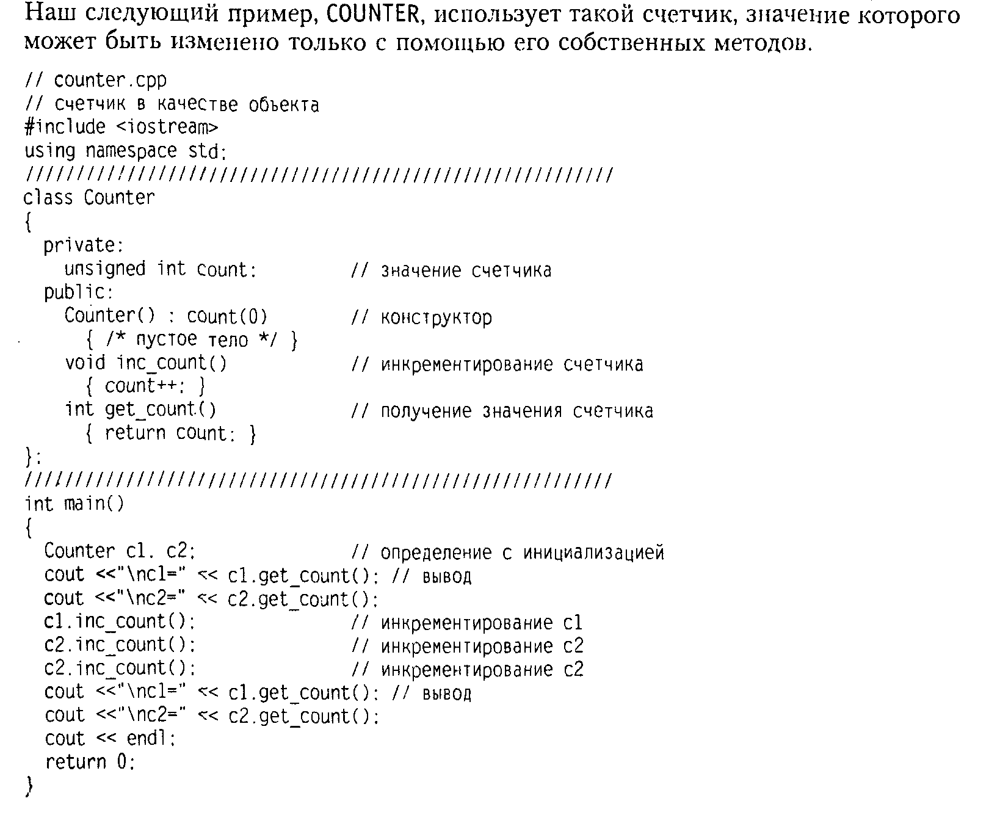 Наш следующий пример, COUNTER, использует такой счетчик, значение которого
может быть изменено только с помощью его собственных методов.
// counter.cpp
// счетчик в качестве объекта
#include <iostream>
using namespace std;
//////////////////////////////////////////////////////////
class Counter
{
  private:
    unsigned int count;         // значение счетчика
  public:
    Counter() : count(0)        // конструктор
      { /* пустое тело */ }
    void inc_count()            // инкрементирование счетчика
      { count++; }
    int get_count()             // получение значения счетчика
      { return count; }
};
//////////////////////////////////////////////////////////
int main()
{
  Counter c1, c2;               // определение с инициализацией
  cout <<"\nc1=" << c1.get_count(); // вывод
  cout <<"\nc2=" << c2.get_count();
  c1.inc_count();               // инкрементирование c1
  c2.inc_count();               // инкрементирование c2
  c2.inc_count();               // инкрементирование c2
  cout <<"\nc1=" << c1.get_count(); // вывод
  cout <<"\nc2=" << c2.get_count();
  cout << endl;
  return 0;
}